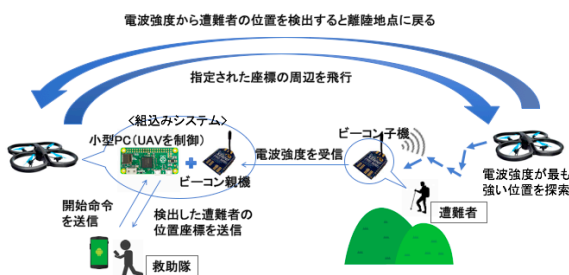 電波強度から遭難者の位置を検出すると離陸地点に戻る
指定された座標の周辺を飛行
<組込みシステム>
小型PC(UAVを制御)
ビーコン親機
電波強度を受信
ビーコン子機
電波強度が最も
強い位置を探索
開始命令
を送信
検出した遭難者の
位置座標を送信
救助隊
遭難者